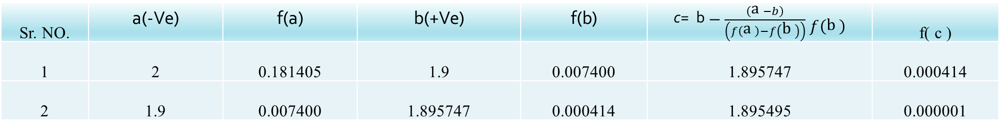 Sr. NO. a(-Ve) f(a) b(+Ve) f(b) c= b − (a −b)/(f(a )−f(b )) f(b ) f( c )
1 2 0.181405 1.9 0.007400 1.895747 0.000414
2 1.9 0.007400 1.895747 0.000414 1.895495 0.000001